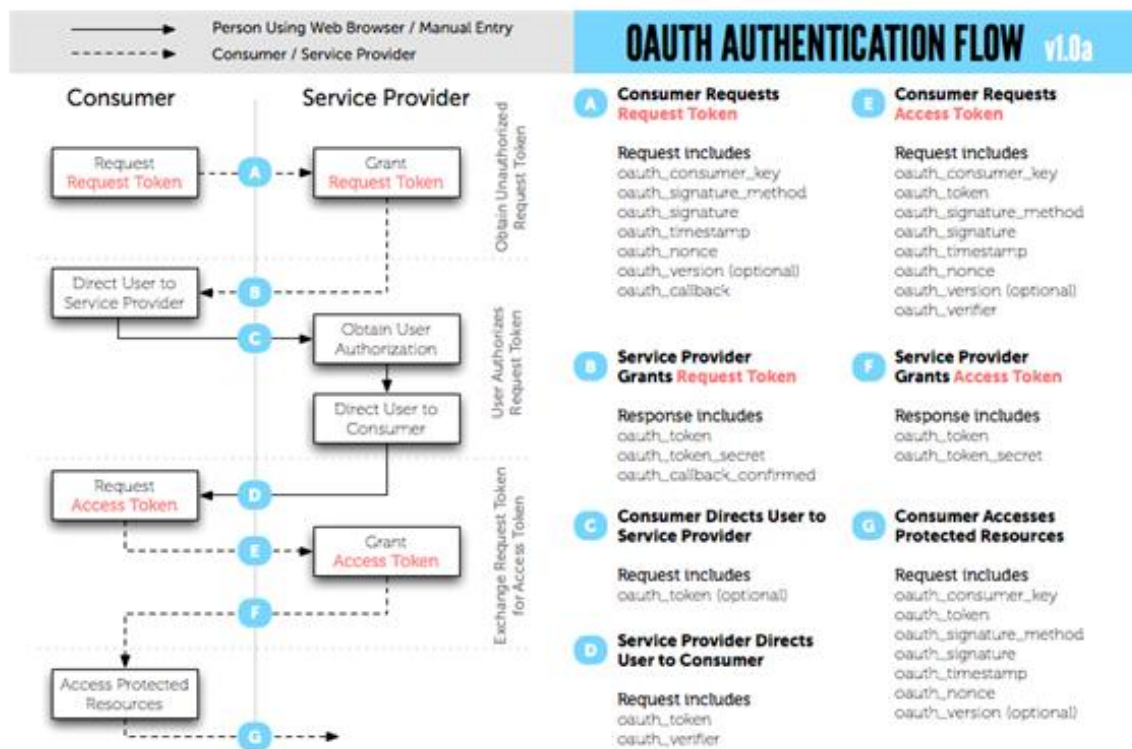 Person Using Web Browser / Manual Entry
Consumer / Service Provider
OAUTH AUTHENTICATION FLOW v1.0a
Consumer
Service Provider
Request
Request Token
A
Grant
Request Token
Obtain Unauthorized
Request Token
Direct User to
Service Provider
B
C
Obtain User
Authorization
Direct User to
Consumer
User Authorizes
Request Token
Request
Access Token
D
E
Grant
Access Token
F
Exchange Request Token
for Access Token
Access Protected
Resources
G
A
Consumer Requests
Request Token
Request includes
oauth_consumer_key
oauth_signature_method
oauth_signature
oauth_timestamp
oauth_nonce
oauth_version (optional)
oauth_callback
B
Service Provider
Grants Request Token
Response includes
oauth_token
oauth_token_secret
oauth_callback_confirmed
C
Consumer Directs User to
Service Provider
Request includes
oauth_token (optional)
D
Service Provider Directs
User to Consumer
Request includes
oauth_token
oauth_verifier
E
Consumer Requests
Access Token
Request includes
oauth_consumer_key
oauth_token
oauth_signature_method
oauth_signature
oauth_timestamp
oauth_nonce
oauth_version (optional)
oauth_verifier
F
Service Provider
Grants Access Token
Response includes
oauth_token
oauth_token_secret
G
Consumer Accesses
Protected Resources
Request includes
oauth_consumer_key
oauth_token
oauth_signature_method
oauth_signature
oauth_timestamp
oauth_nonce
oauth_version (optional)